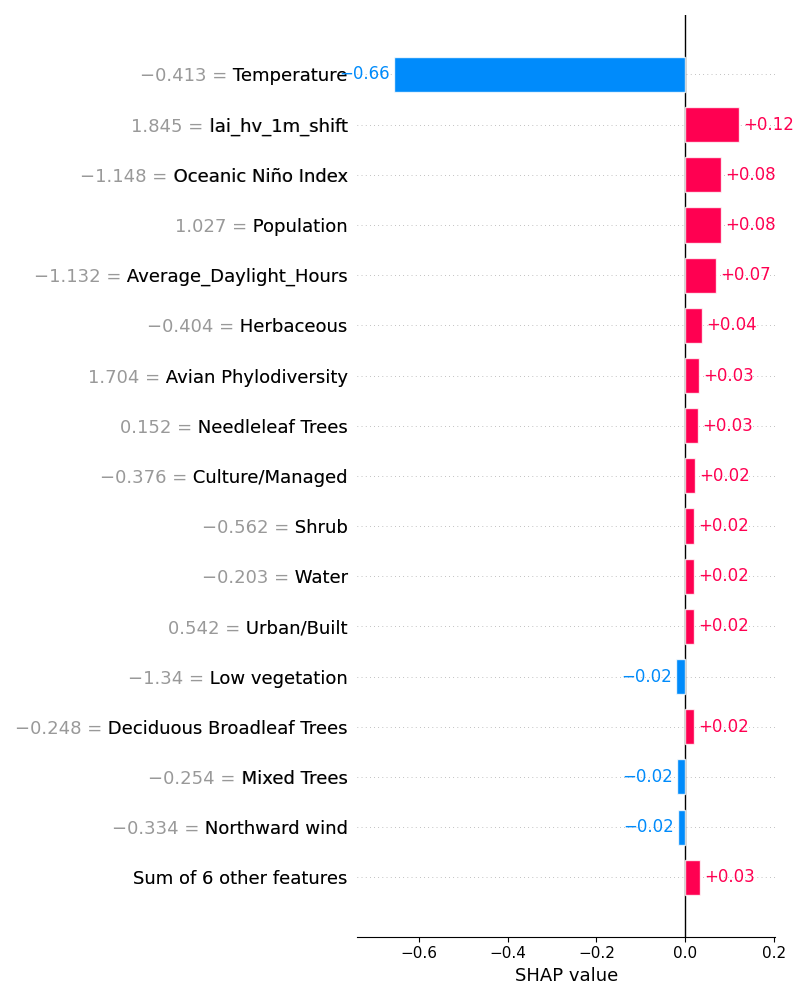 −0.413 = Temperature −0.66
1.845 = lai_hv_1m_shift +0.12
−1.148 = Oceanic Niño Index +0.08
1.027 = Population +0.08
−1.132 = Average_Daylight_Hours +0.07
−0.404 = Herbaceous +0.04
1.704 = Avian Phylodiversity +0.03
0.152 = Needleleaf Trees +0.03
−0.376 = Culture/Managed +0.02
−0.562 = Shrub +0.02
−0.203 = Water +0.02
0.542 = Urban/Built +0.02
−1.34 = Low vegetation −0.02
−0.248 = Deciduous Broadleaf Trees +0.02
−0.254 = Mixed Trees −0.02
−0.334 = Northward wind −0.02
Sum of 6 other features +0.03
−0.6 −0.4 −0.2 0.0 0.2
SHAP value